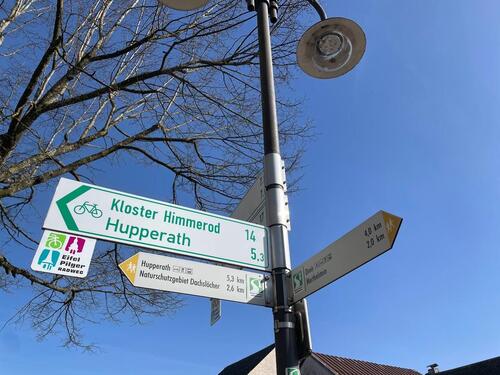 Kloster Himmerod 14
Hupperath 5.3
Eifel
Pilger
RADWEG
Hupperath 5,3 km
Naturschutzgebiet Dachslöcher 2,6 km
4,0 km
2,0 km